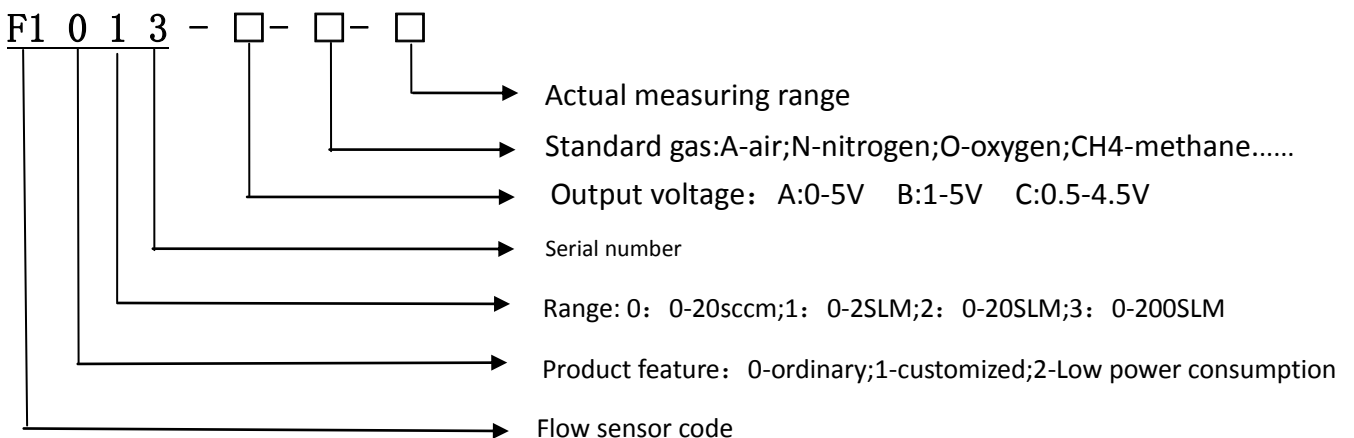 F1 0 1 3 - □- □- □
Actual measuring range
Standard gas:A-air;N-nitrogen;O-oxygen;CH4-methane......
Output voltage：  A:0-5V    B:1-5V    C:0.5-4.5V
Serial number
Range: 0：  0-20sccm;1：  0-2SLM;2：  0-20SLM;3：  0-200SLM
Product feature：  0-ordinary;1-customized;2-Low power consumption
Flow sensor code